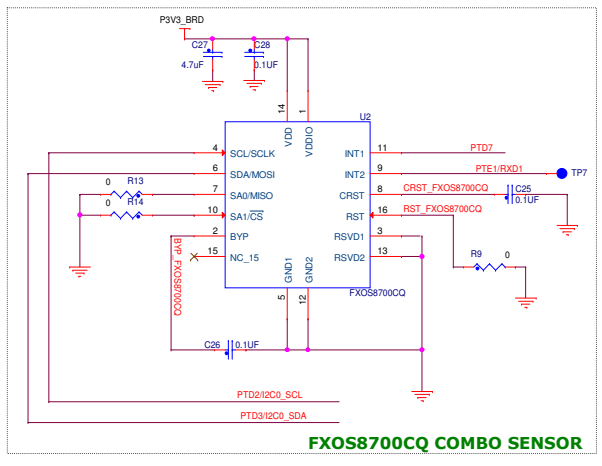 P3V3_BRD
C27
4.7uF
C28
0.1UF
U2
14
1
VDD
VDDIO
4
SCL/SCLK
6
SDA/MOSI
7
SA0/MISO
10
SA1/CS
2
BYP
15
NC_15
INT1
11
PTD7
INT2
9
PTE1/RXD1
TP7
CRST
8
CRST_FXOS8700CQ
C25
0.1UF
RST
16
RST_FXOS8700CQ
RSVD1
3
RSVD2
13
R13
0
R14
0
R9
0
GND1
GND2
5
12
FXOS8700CQ
BYP_FXOS8700CQ
C26
0.1UF
PTD2/I2C0_SCL
PTD3/I2C0_SDA
FXOS8700CQ COMBO SENSOR